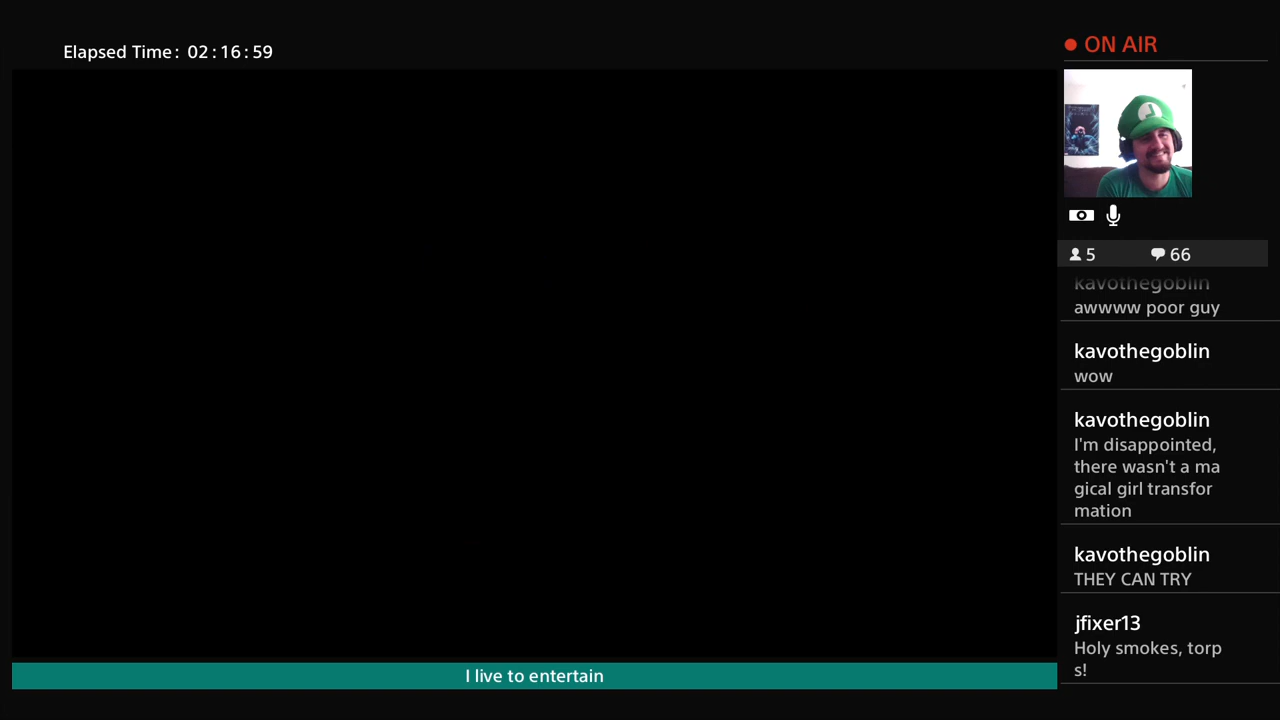 Elapsed Time: 02:16:59
ON AIR
5 66
kavothegoblin
awwww poor guy
kavothegoblin
wow
kavothegoblin
I'm disappointed,
there wasn't a ma
gical girl transfor
mation
kavothegoblin
THEY CAN TRY
jfixer13
Holy smokes, torp
s!
I live to entertain